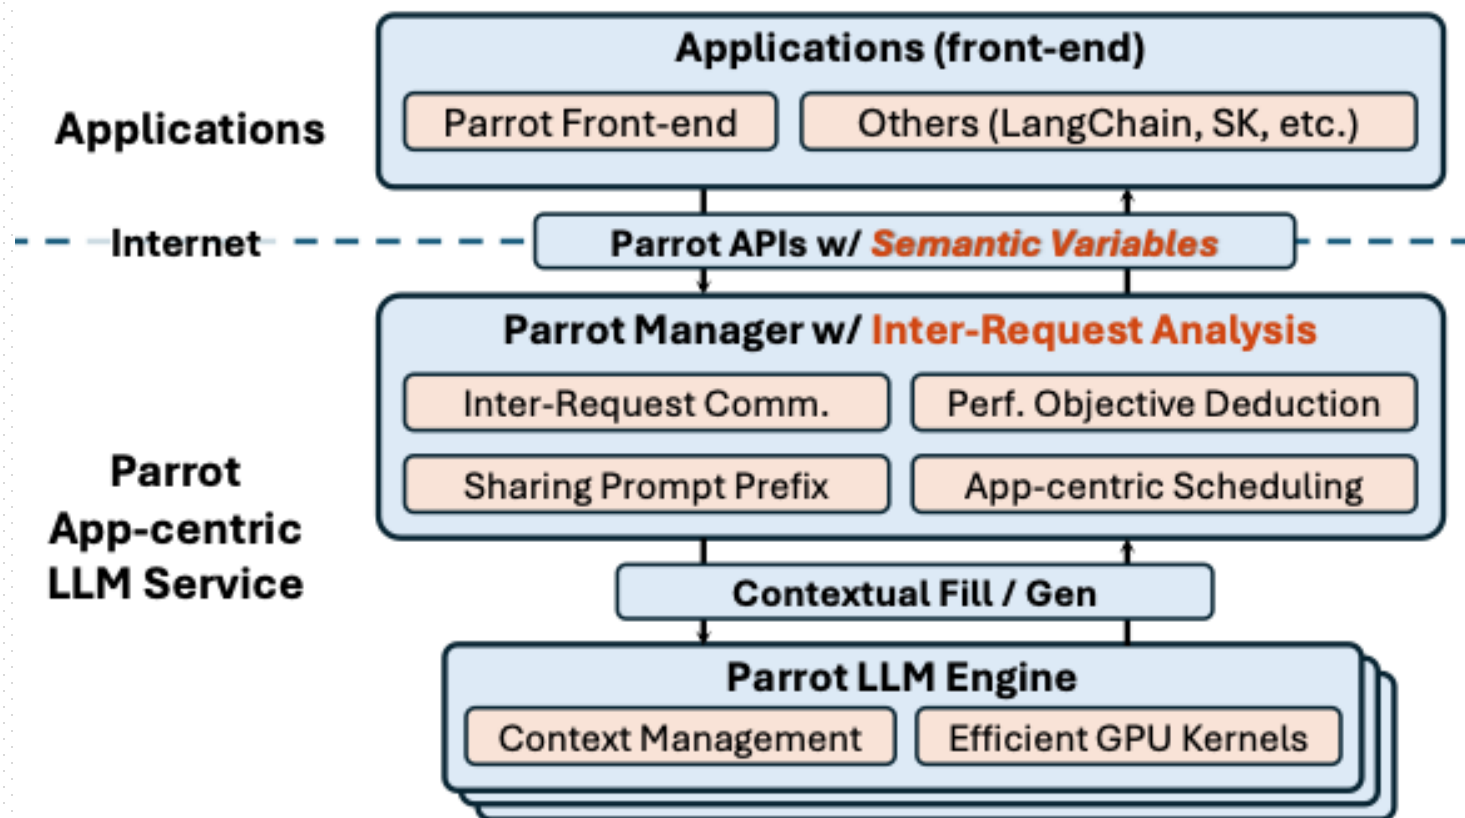 Applications (front-end)
Applications
Parrot Front-end
Others (LangChain, SK, etc.)
Internet
Parrot APIs w/ Semantic Variables
Parrot Manager w/ Inter-Request Analysis
Inter-Request Comm.
Perf. Objective Deduction
Sharing Prompt Prefix
App-centric Scheduling
Parrot
App-centric
LLM Service
Contextual Fill / Gen
Parrot LLM Engine
Context Management
Efficient GPU Kernels